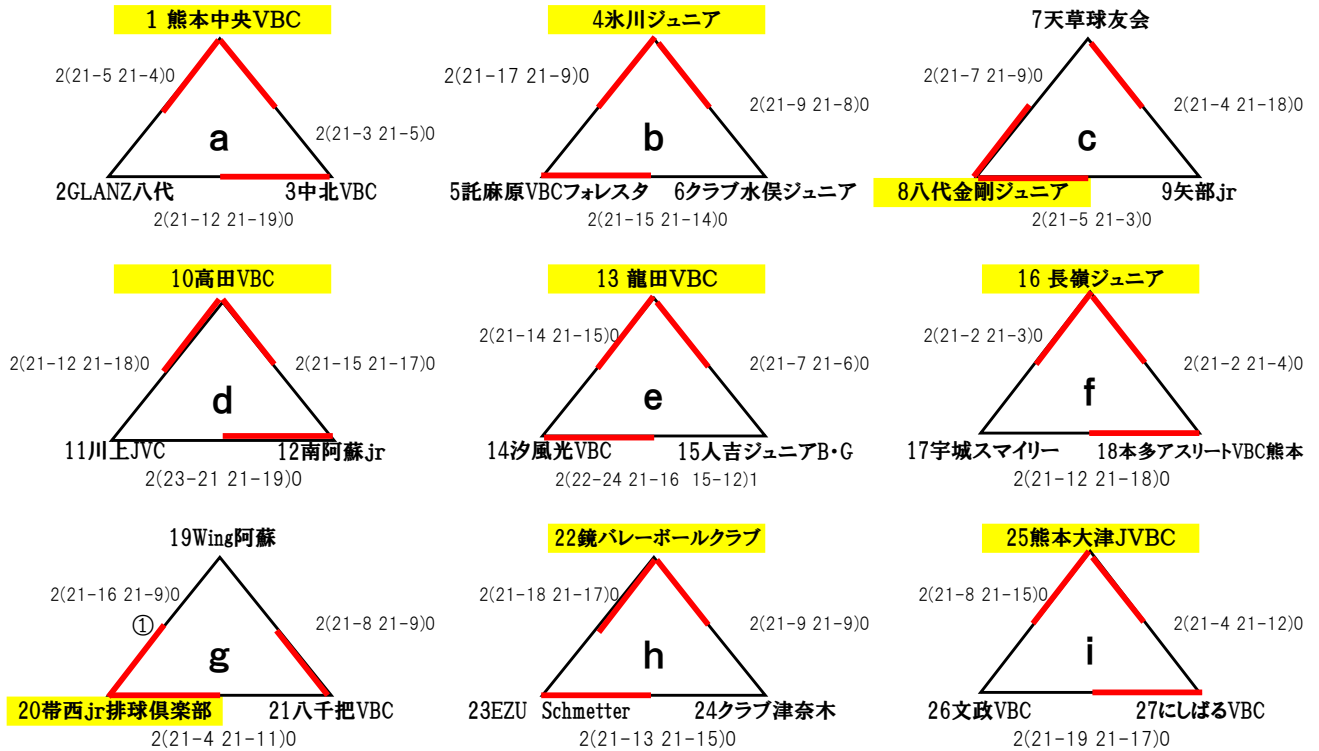 1 熊本中央VBC
2(21-5 21-4)0
2(21-3 21-5)0
a
2GLANZ八代
3中北VBC
2(21-12 21-19)0
4氷川ジュニア
2(21-17 21-9)0
2(21-9 21-8)0
b
5託麻原VBCフォレスタ
6クラブ水俣ジュニア
2(21-15 21-14)0
7天草球友会
2(21-7 21-9)0
2(21-4 21-18)0
c
8八代金剛ジュニア
9矢部jr
2(21-5 21-3)0
10高田VBC
2(21-12 21-18)0
2(21-15 21-17)0
d
11川上JVC
12南阿蘇jr
2(23-21 21-19)0
13 龍田VBC
2(21-14 21-15)0
2(21-7 21-6)0
e
14汐風光VBC
15人吉ジュニアB・G
2(22-24 21-16 15-12)1
16 長嶺ジュニア
2(21-2 21-3)0
2(21-2 21-4)0
f
17宇城スマイリー
18本多アスリートVBC熊本
2(21-12 21-18)0
19Wing阿蘇
2(21-16 21-9)0
①
2(21-8 21-9)0
g
20帯西jr排球倶楽部
21八千把VBC
2(21-4 21-11)0
22鏡バレーボールクラブ
2(21-18 21-17)0
2(21-9 21-9)0
h
23EZU Schmetter
24クラブ津奈木
2(21-13 21-15)0
25熊本大津JVBC
2(21-8 21-15)0
2(21-4 21-12)0
i
26文政VBC
27にしばるVBC
2(21-19 21-17)0